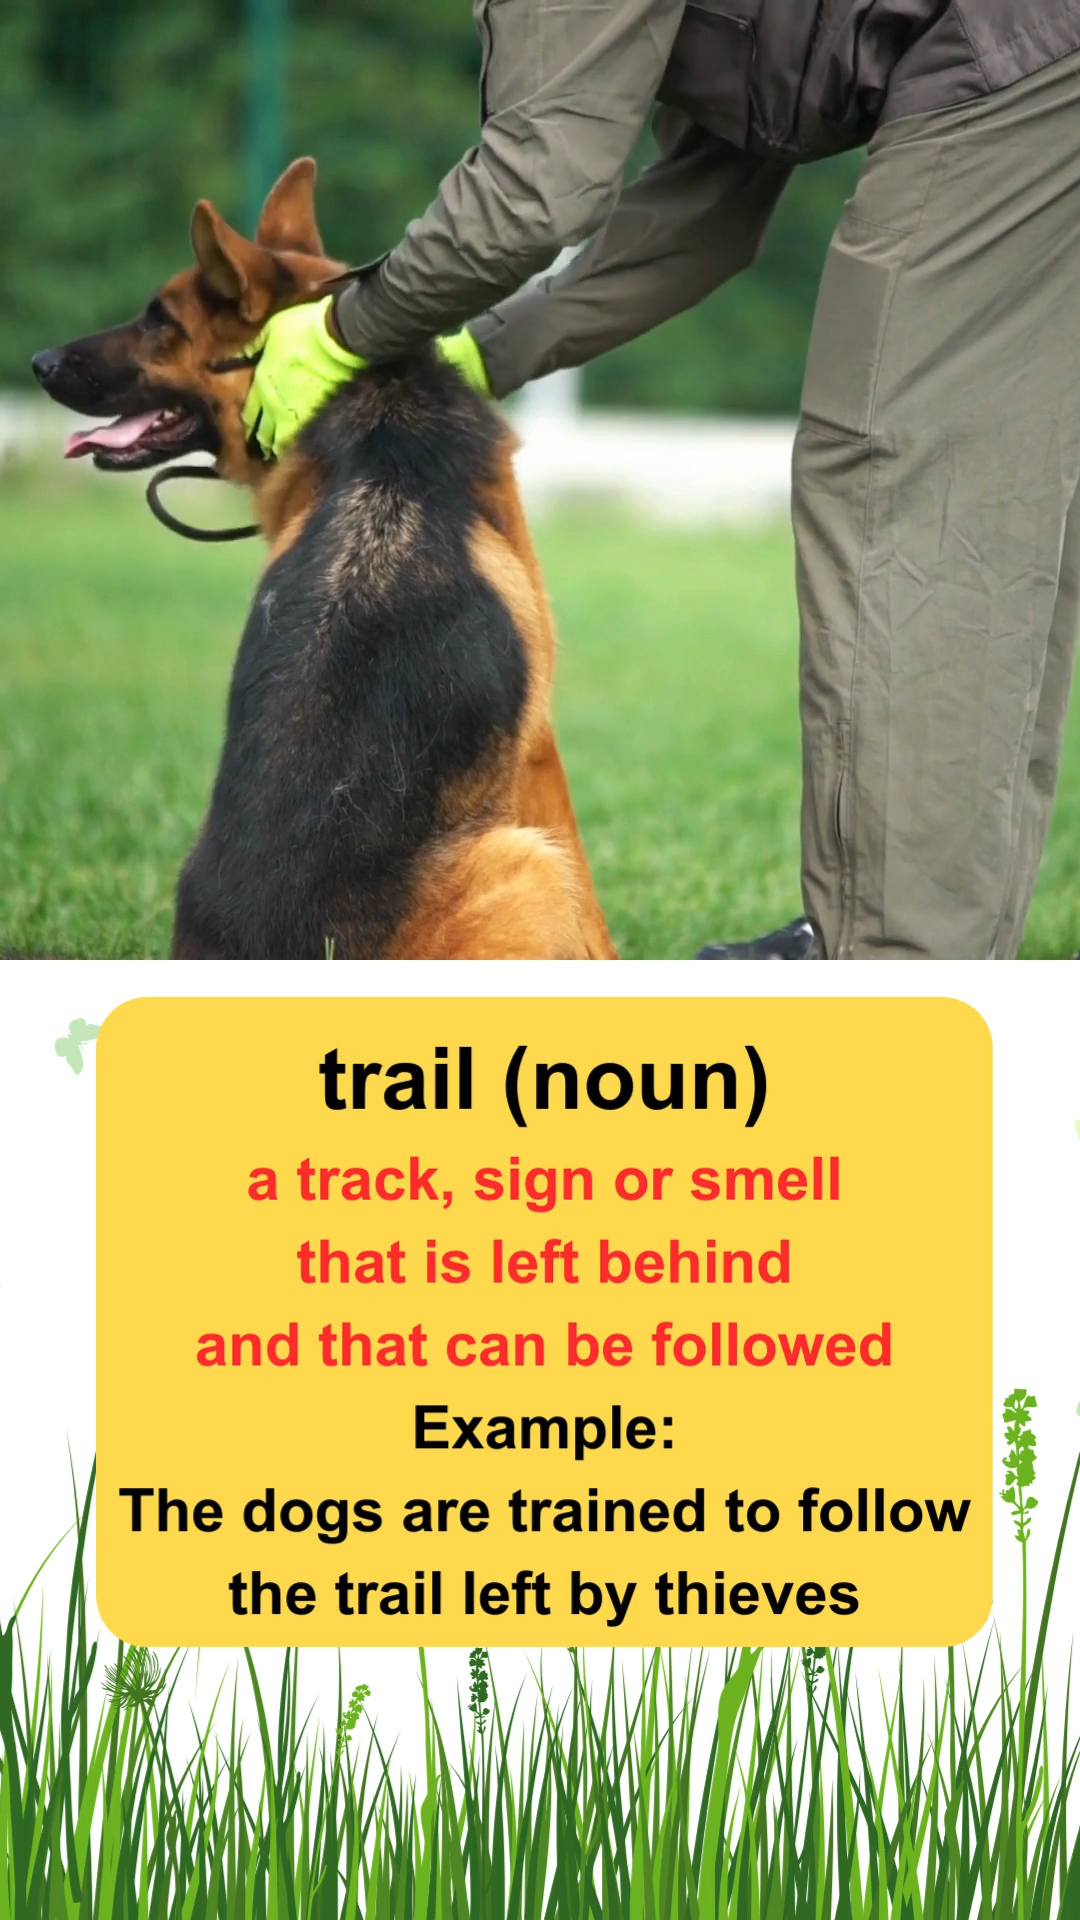 trail (noun)
a track, sign or smell
that is left behind
and that can be followed
Example:
The dogs are trained to follow
the trail left by thieves